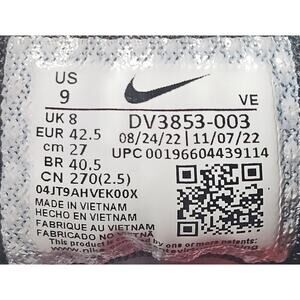 US
9
VE
UK 8
EUR 42.5
cm 27
BR 40.5
CN 270(2.5)
DV3853-003
08/24/22 | 11/07/22
UPC 00196604439114
04JT9AHVEK00X
MADE IN VIETNAM
HECHO EN VIETNAM
FABRIQUE AU VIETNAM
FABRICADO NO VIETNAM